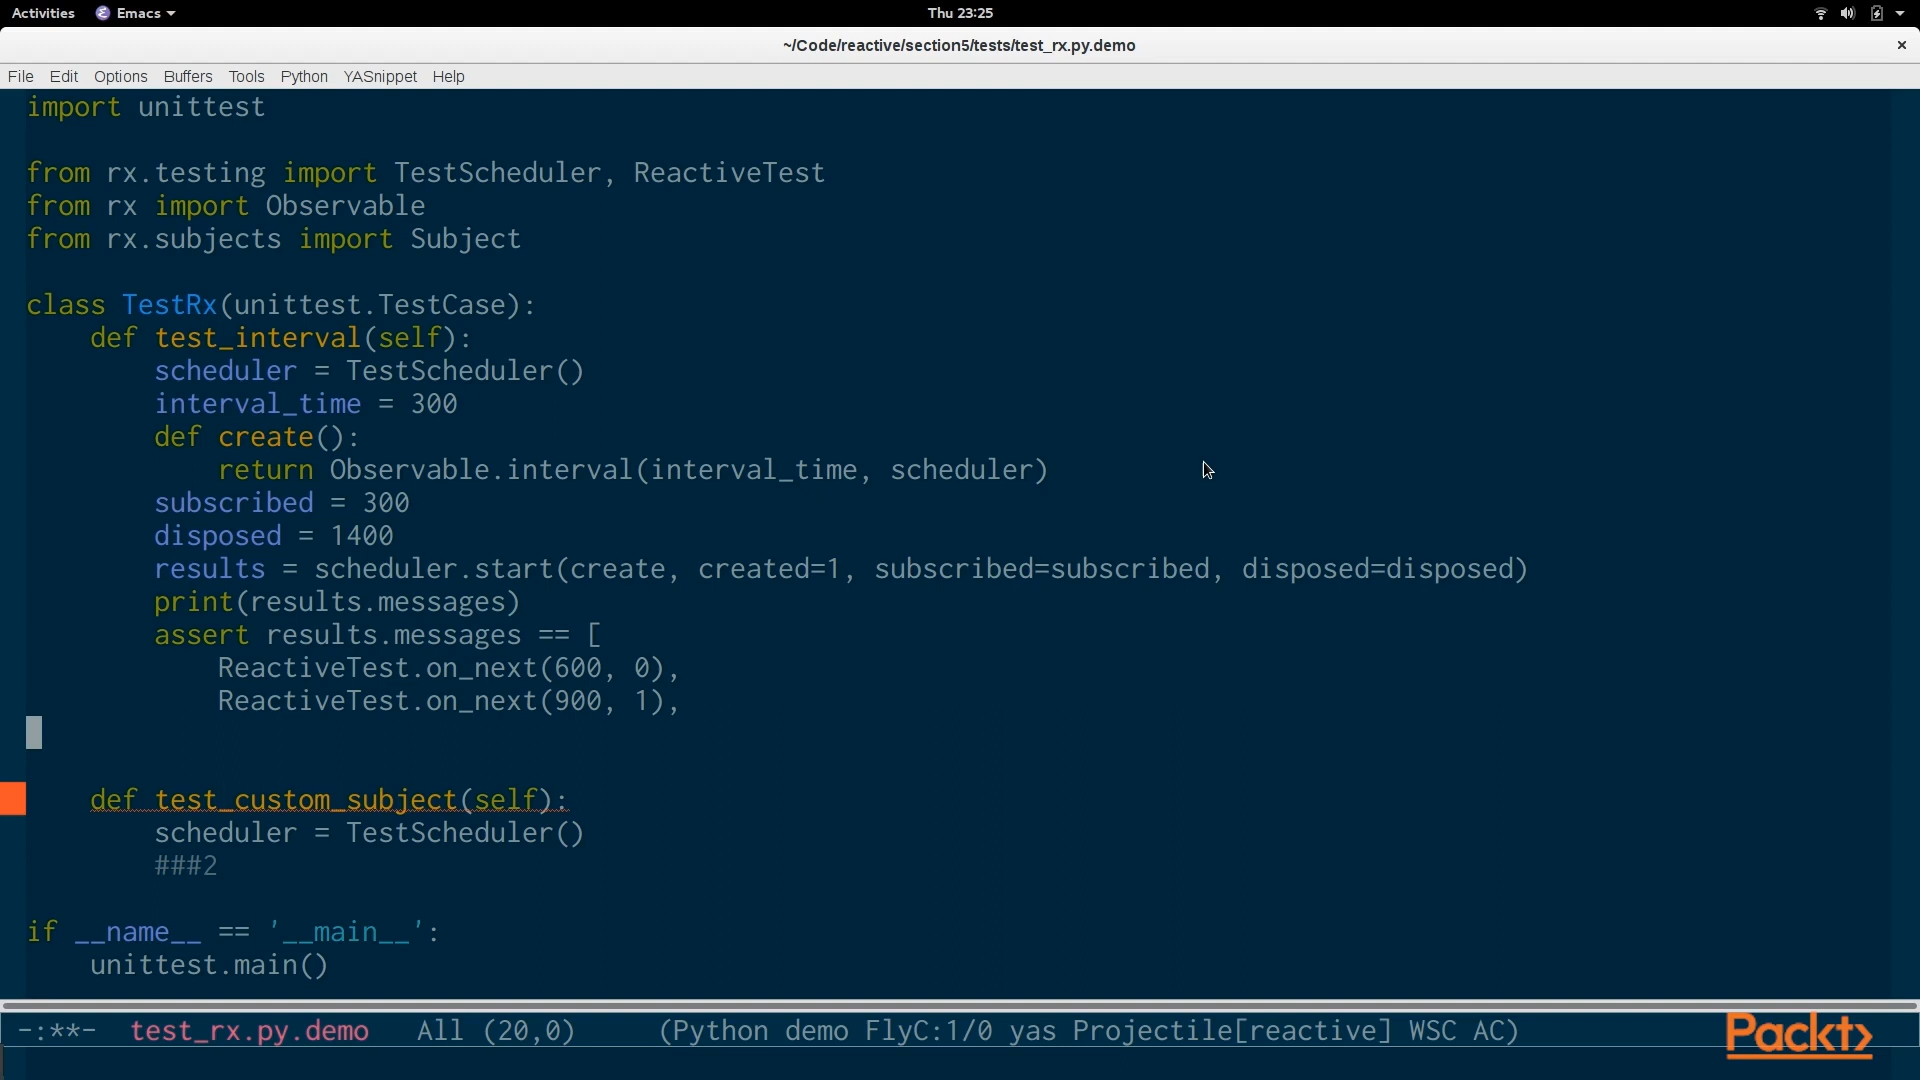 Activities Emacs Thu 23:25
~/Code/reactive/section5/tests/test_rx.py.demo ×
File Edit Options Buffers Tools Python YASnippet Help
import unittest
from rx.testing import TestScheduler, ReactiveTest
from rx import Observable
from rx.subjects import Subject
class TestRx(unittest.TestCase):
    def test_interval(self):
        scheduler = TestScheduler()
        interval_time = 300
        def create():
            return Observable.interval(interval_time, scheduler)
        subscribed = 300
        disposed = 1400
        results = scheduler.start(create, created=1, subscribed=subscribed, disposed=disposed)
        print(results.messages)
        assert results.messages == [
            ReactiveTest.on_next(600, 0),
            ReactiveTest.on_next(900, 1),
    def test_custom_subject(self):
        scheduler = TestScheduler()
        ###2
if __name__ == '__main__':
    unittest.main()
-:**- test_rx.py.demo All (20,0) (Python demo FlyC:1/0 yas Projectile[reactive] WSC AC)
Packt>